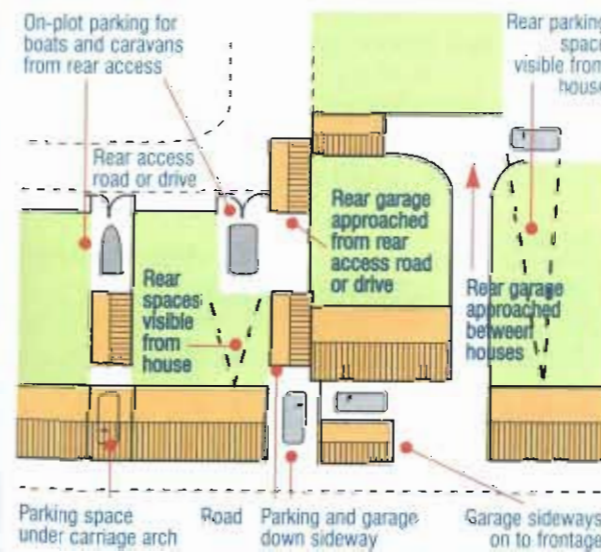 On-plot parking for
boats and caravans
from rear access
Rear parking
space
visible from
house
Rear access
road or drive
Rear garage
approached
from rear
access road
or drive
Rear
spaces
visible
from
house
Rear garage
approached
between
houses
Parking space
under carriage arch
Road
Parking and garage
down sideway
Garage sideways
on to frontage